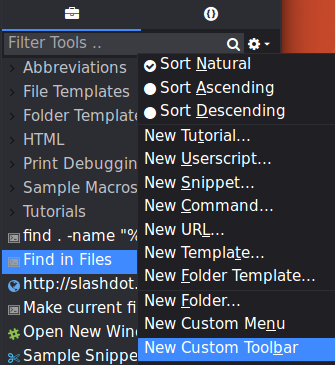 Filter Tools ..
Abbreviations
File Templates
Folder Template
HTML
Print Debugging
Sample Macros
Tutorials
find . -name "%
Find in Files
http://slashdot.
Make current fi
Open New Wind
Sample Snippe
Sort Natural
Sort Ascending
Sort Descending
New Tutorial...
New Userscript...
New Snippet...
New Command...
New URL...
New Template...
New Folder Template...
New Folder...
New Custom Menu
New Custom Toolbar